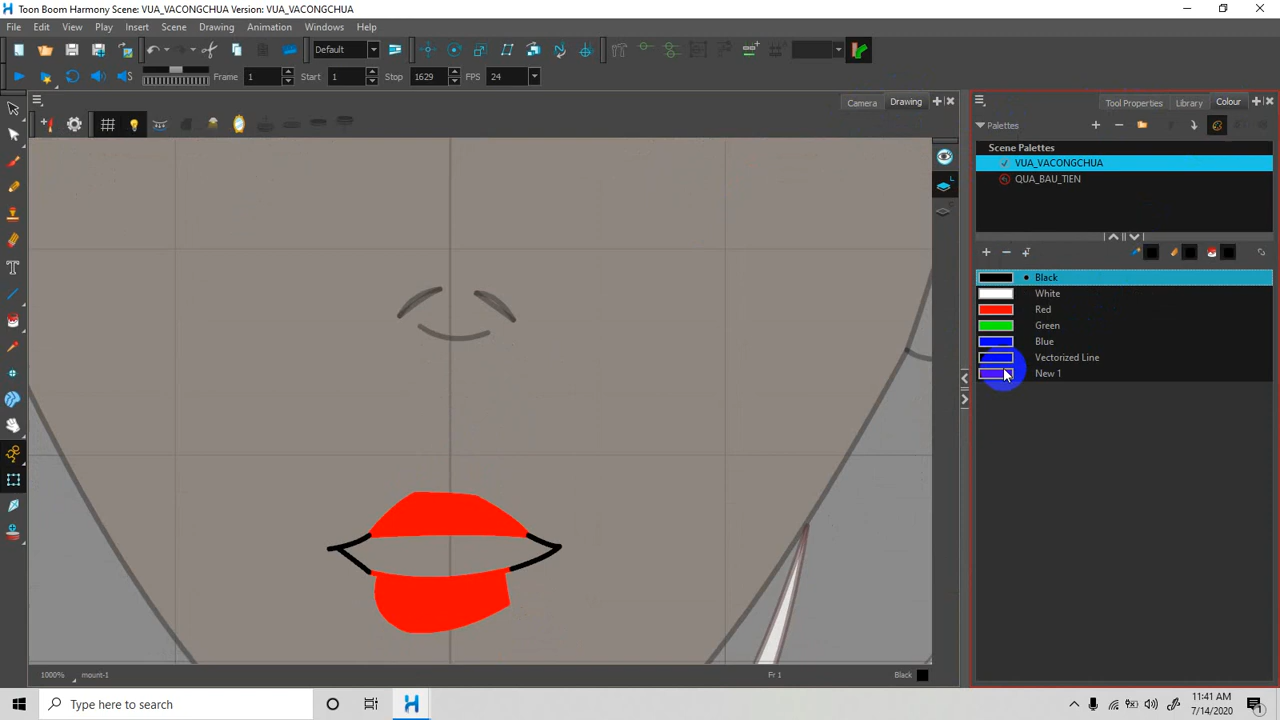 Toon Boom Harmony Scene: VUA_VACONGCHUA Version: VUA_VACONGCHUA
File Edit View Play Insert Scene Drawing Animation Windows Help
Default
Frame 1 Start 1 Stop 1629 FPS 24
Camera Drawing
Tool Properties Library Colour
Palettes
Scene Palettes
VUA_VACONGCHUA
QUA_BAU_TIEN
Black
White
Red
Green
Blue
Vectorized Line
New 1
1000% mount-1 Fr 1 Black
Type here to search
11:41 AM
7/14/2020